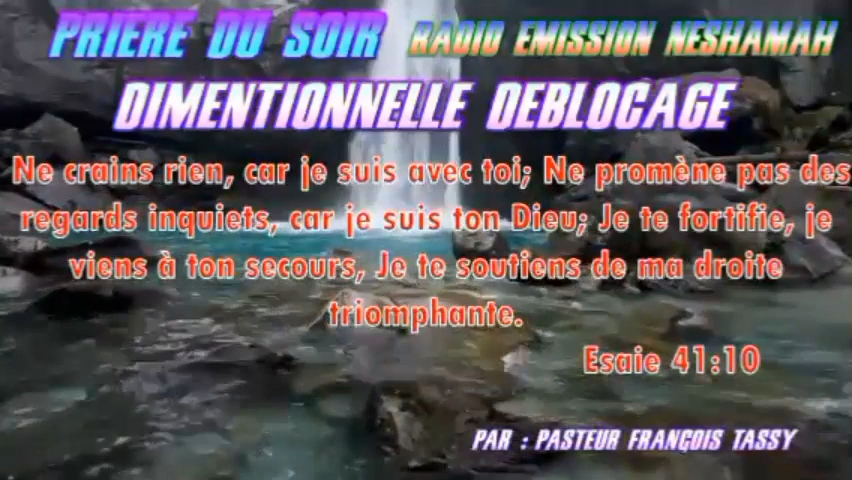 PRIERE DU SOIR RADIO EMISSION NESHAMAH
DIMENTIONNELLE DEBLOCAGE
Ne crains rien, car je suis avec toi; Ne promène pas des
regards inquiets, car je suis ton Dieu; Je te fortifie, je
viens à ton secours, Je te soutiens de ma droite
triomphante.
Esaie 41:10
PAR : PASTEUR FRANÇOIS TASSY